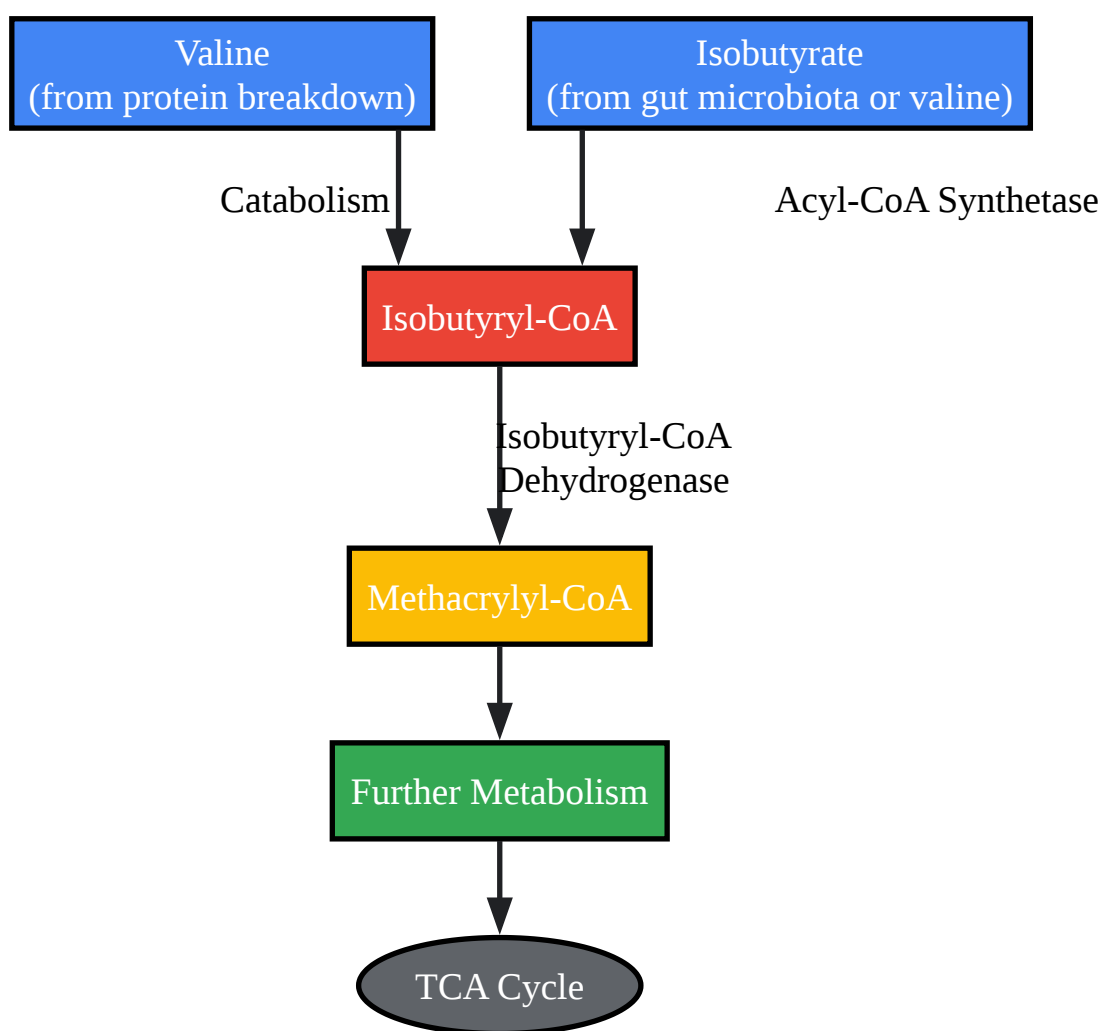 Valine
(from protein breakdown)
Isobutyrate
(from gut microbiota or valine)
Catabolism
Acyl-CoA Synthetase
Isobutyryl-CoA
Isobutyryl-CoA
Dehydrogenase
Methacrylyl-CoA
Further Metabolism
TCA Cycle